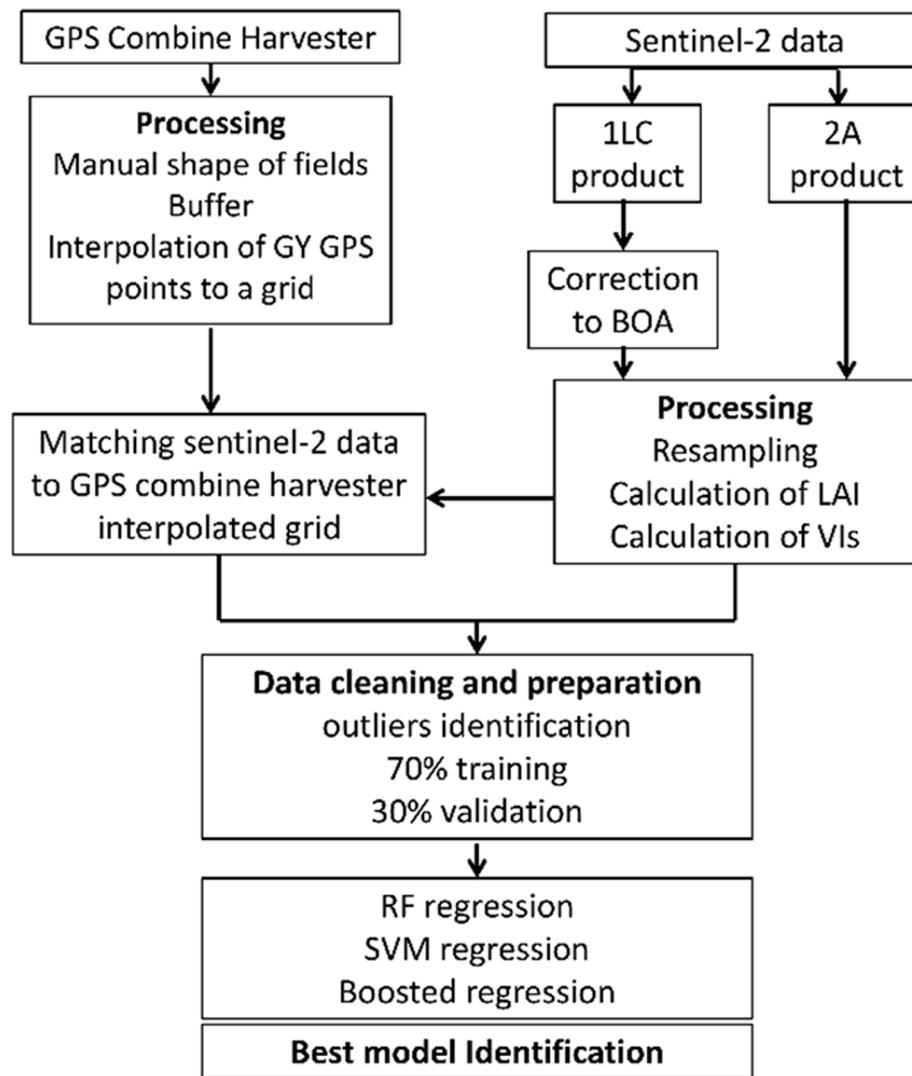 GPS Combine Harvester
Sentinel-2 data
Processing
Manual shape of fields
Buffer
Interpolation of GY GPS
points to a grid
1LC
product
2A
product
Correction
to BOA
Processing
Resampling
Calculation of LAI
Calculation of VIs
Matching sentinel-2 data
to GPS combine harvester
interpolated grid
Data cleaning and preparation
outliers identification
70% training
30% validation
RF regression
SVM regression
Boosted regression
Best model Identification